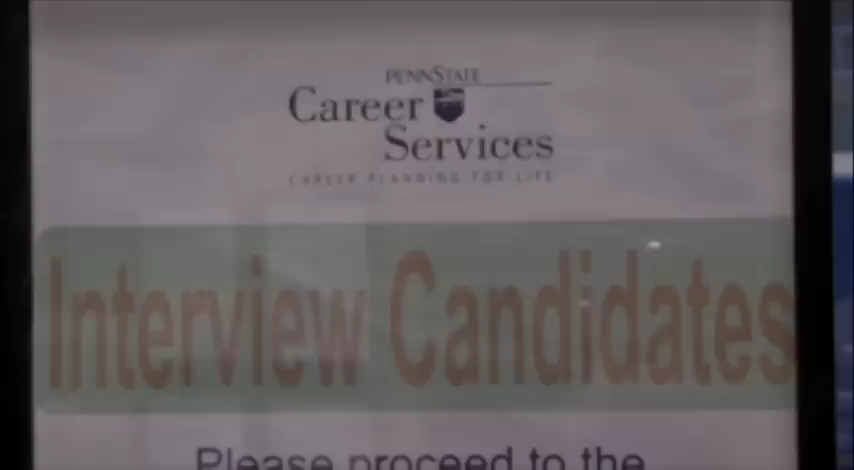 PENNSTATE
Career
Services
CAREER PLANNING FOR LIFE
Interview Candidates
Please proceed to the